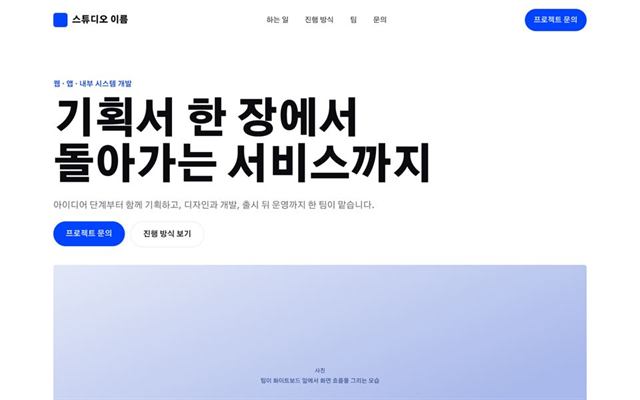 스튜디오 이름
하는 일
진행 방식
팀
문의
프로젝트 문의
웹 · 앱 · 내부 시스템 개발
기획서 한 장에서
돌아가는 서비스까지
아이디어 단계부터 함께 기획하고, 디자인과 개발, 출시 뒤 운영까지 한 팀이 맡습니다.
프로젝트 문의
진행 방식 보기
사진
팀이 화이트보드 앞에서 화면 흐름을 그리는 모습